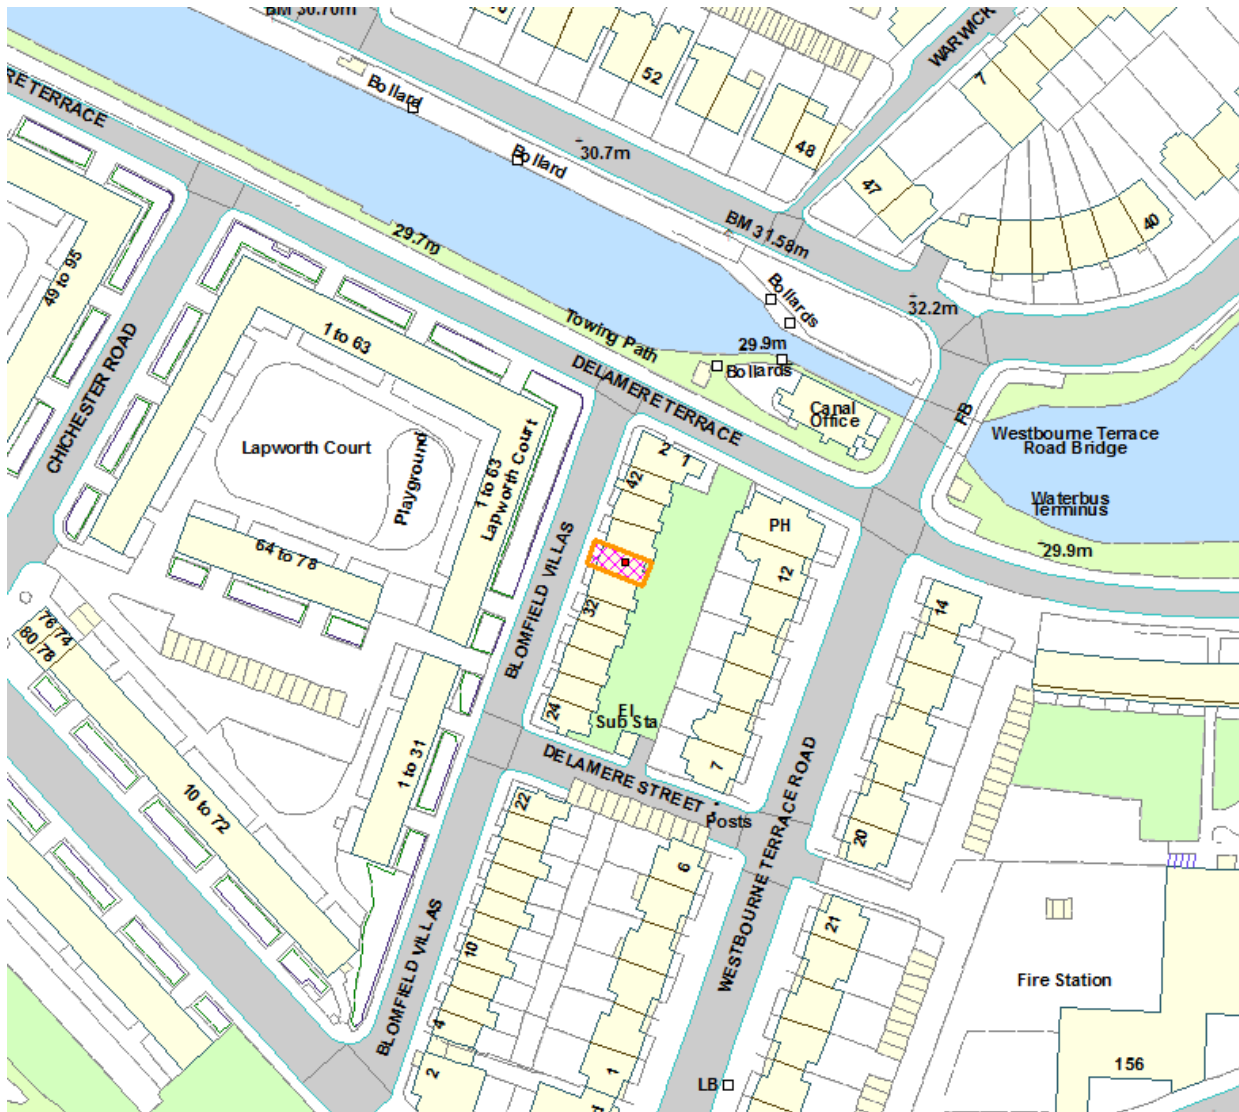 BM 30.70m
WARWICK
52
7
RE TERRACE
Bollard
Bollard
30.7m
48
47
40
BM 31.58m
29.7m
49 to 95
1 to 63
Bollards
32.2m
Towing Path
29.9m
Bollards
DELAMERE TERRACE
Canal
Office
FB
Westbourne Terrace
Road Bridge
Waterbus
Terminus
29.9m
CHICHESTER ROAD
Lapworth Court
Playground
1 to 63
Lapworth Court
2
1
42
PH
64 to 78
BLOMFIELD VILLAS
12
32
14
76
74
80
78
24
El
Sub Sta
7
1 to 31
10 to 72
DELAMERE STREET
Posts
22
6
20
WESTBOURNE TERRACE ROAD
21
10
BLOMFIELD VILLAS
4
2
1
Fire Station
156
LB